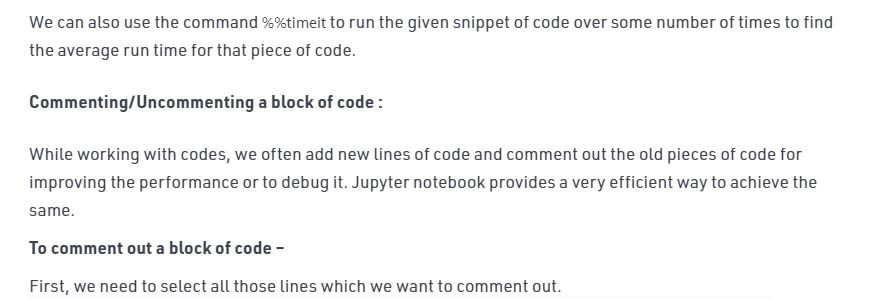 We can also use the command %%timeit to run the given snippet of code over some number of times to find
the average run time for that piece of code.
Commenting/Uncommenting a block of code :
While working with codes, we often add new lines of code and comment out the old pieces of code for
improving the performance or to debug it. Jupyter notebook provides a very efficient way to achieve the
same.
To comment out a block of code –
First, we need to select all those lines which we want to comment out.